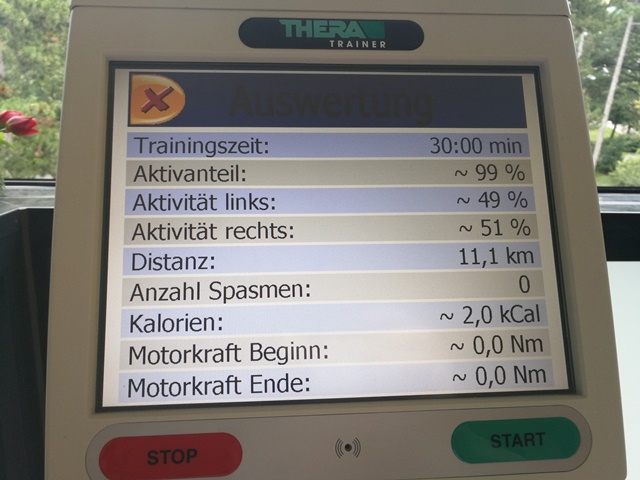 THERA
TRAINER
Auswertung
Trainingszeit: 30:00 min
Aktivanteil: ~ 99 %
Aktivität links: ~ 49 %
Aktivität rechts: ~ 51 %
Distanz: 11,1 km
Anzahl Spasmen: 0
Kalorien: ~ 2,0 kCal
Motorkraft Beginn: ~ 0,0 Nm
Motorkraft Ende: ~ 0,0 Nm
STOP
START